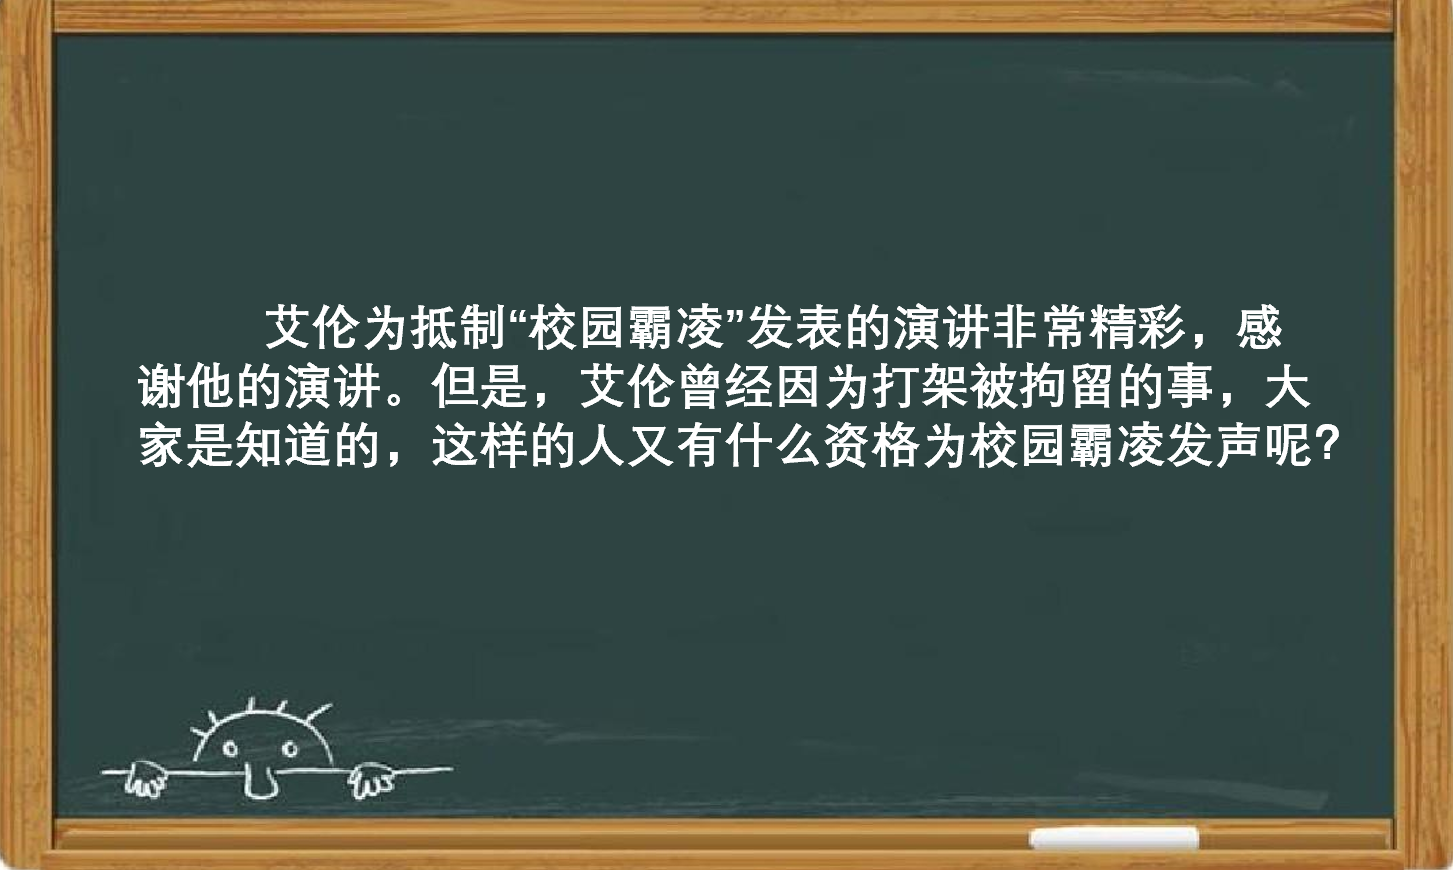 艾伦为抵制“校园霸凌”发表的演讲非常精彩，感
谢他的演讲。但是，艾伦曾经因为打架被拘留的事，大
家是知道的，这样的人又有什么资格为校园霸凌发声呢？